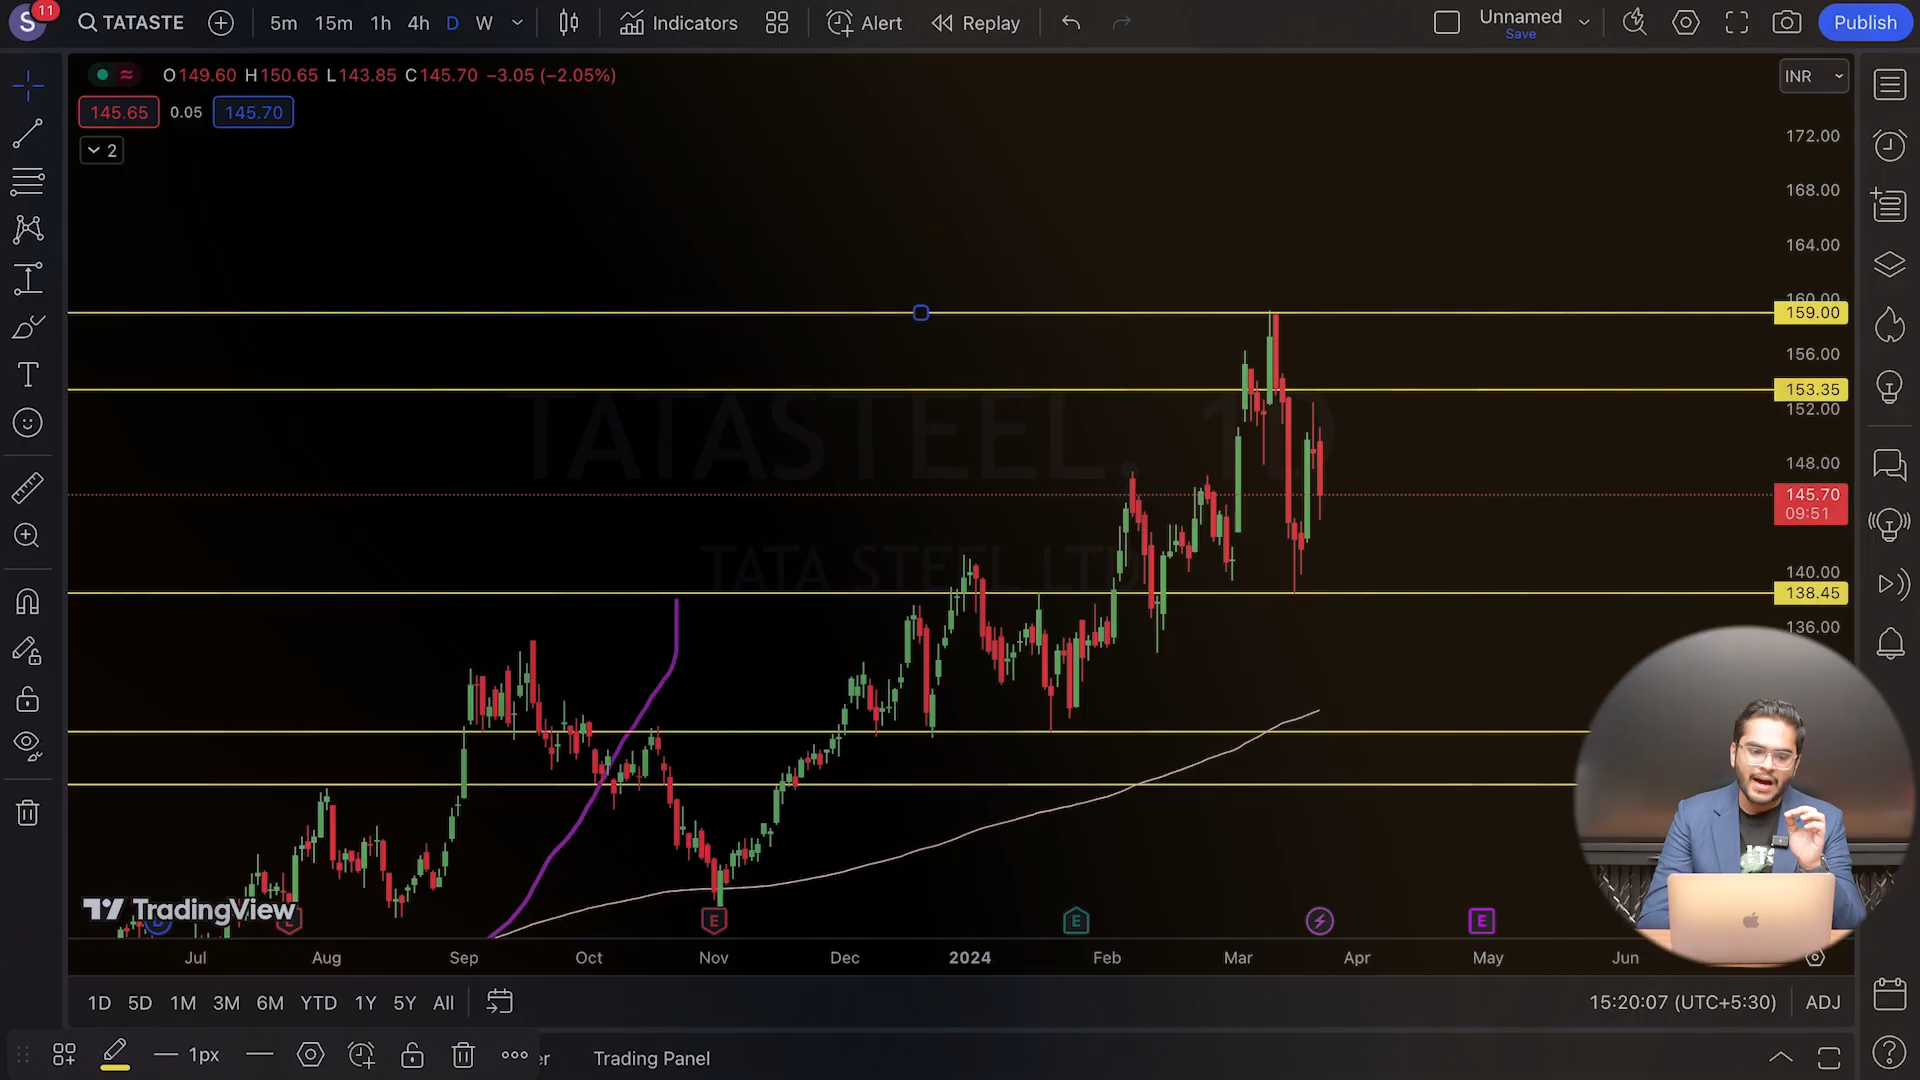 S 11 TATASTE 5m 15m 1h 4h D W Indicators Alert Replay Unnamed Save Publish
O149.60 H150.65 L143.85 C145.70 −3.05 (−2.05%) INR
145.65 0.05 145.70
2
172.00
168.00
164.00
160.00
159.00
156.00
153.35
152.00
TATASTEEL, 1D
148.00
145.70
09:51
TATA STEEL LTD
140.00
138.45
136.00
TradingView
E E E
Jul Aug Sep Oct Nov Dec 2024 Feb Mar Apr May Jun
1D 5D 1M 3M 6M YTD 1Y 5Y All 15:20:07 (UTC+5:30) ADJ
1px er Trading Panel